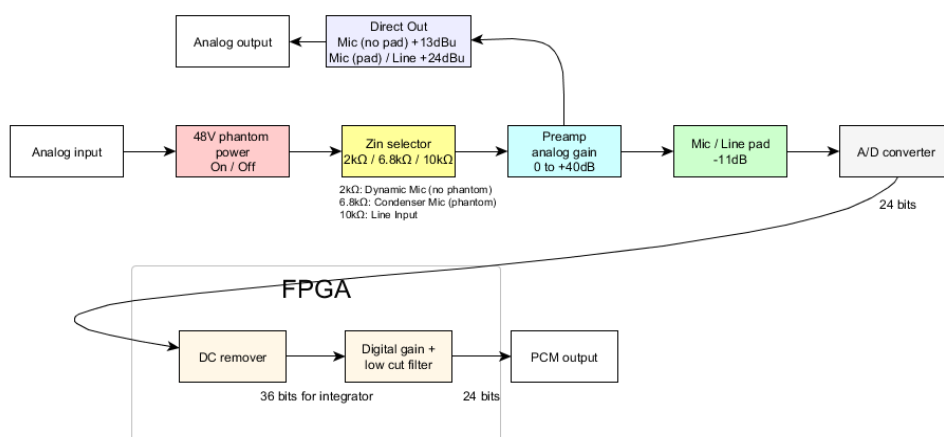 Direct Out
Mic (no pad) +13dBu
Mic (pad) / Line +24dBu
Analog output
Analog input
48V phantom
power
On / Off
Zin selector
2kΩ / 6.8kΩ / 10kΩ
Preamp
analog gain
0 to +40dB
Mic / Line pad
-11dB
A/D converter
2kΩ: Dynamic Mic (no phantom)
6.8kΩ: Condenser Mic (phantom)
10kΩ: Line Input
24 bits
FPGA
DC remover
Digital gain +
low cut filter
PCM output
36 bits for integrator
24 bits